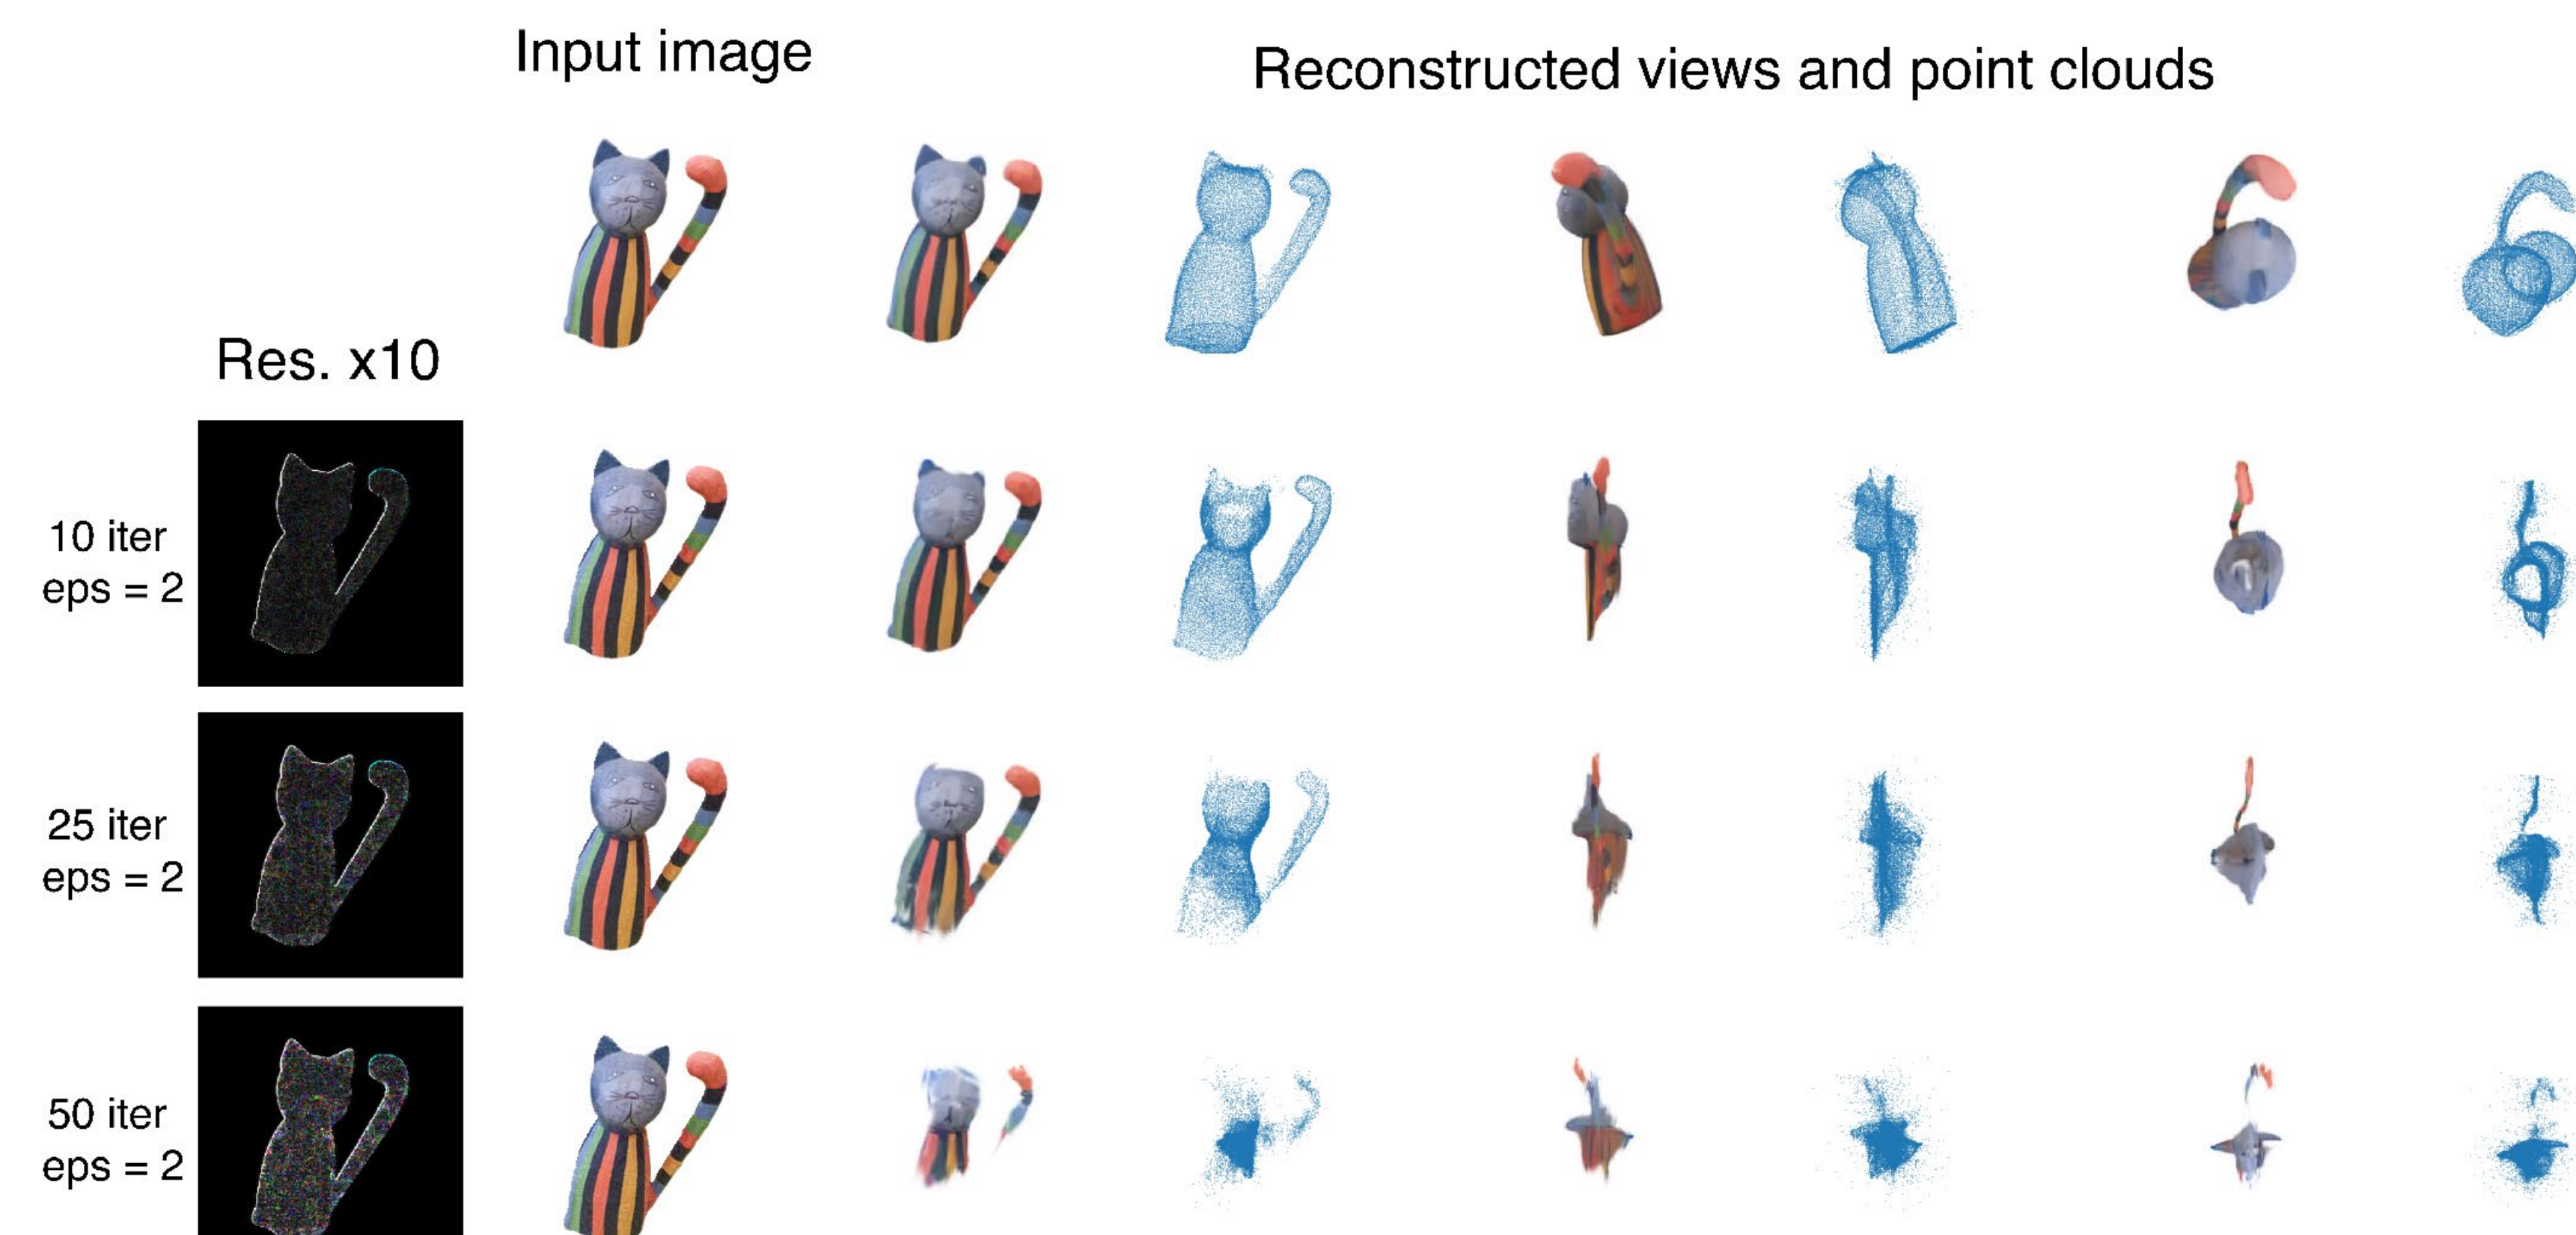 Input image
Reconstructed views and point clouds
Res. x10
10 iter
eps = 2
25 iter
eps = 2
50 iter
eps = 2